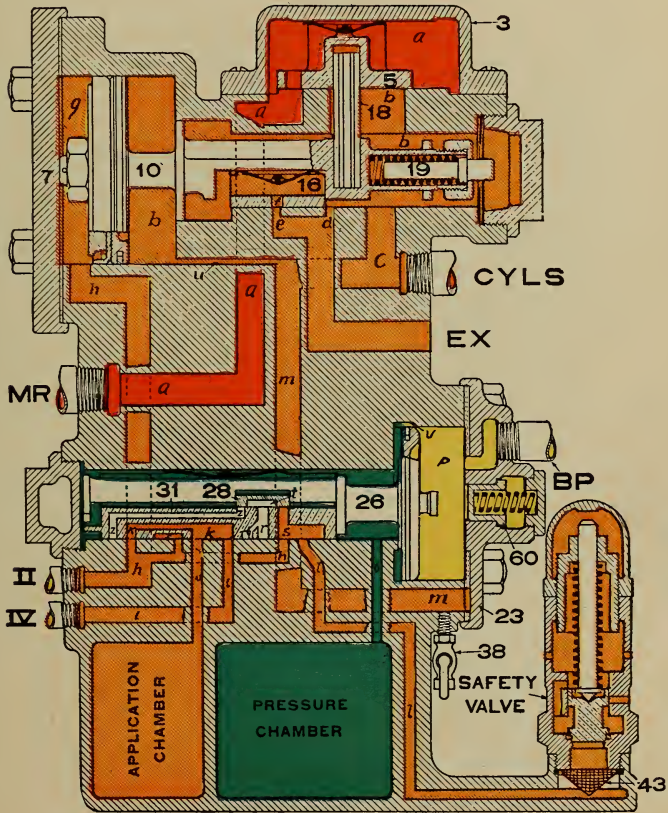 3
a
5
18
b
a
g
b
7
10
16
19
b
e
d
C
CYLS
h
u
a
EX
m
MR
a
v
P
BP
31
28
26
r
k
s
h
60
II
h
t
m
IV
i
i
23
38
APPLICATION
CHAMBER
PRESSURE
CHAMBER
SAFETY
VALVE
l
43